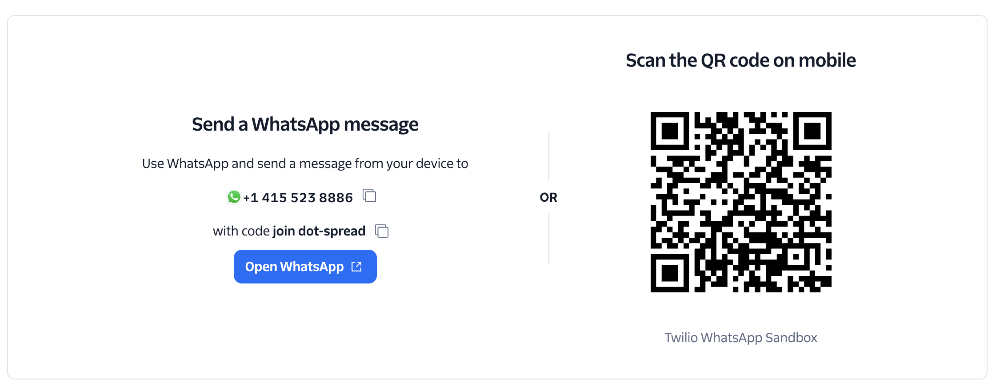 Send a WhatsApp message
Use WhatsApp and send a message from your device to
+1 415 523 8886
with code join dot-spread
Open WhatsApp
OR
Scan the QR code on mobile
Twilio WhatsApp Sandbox